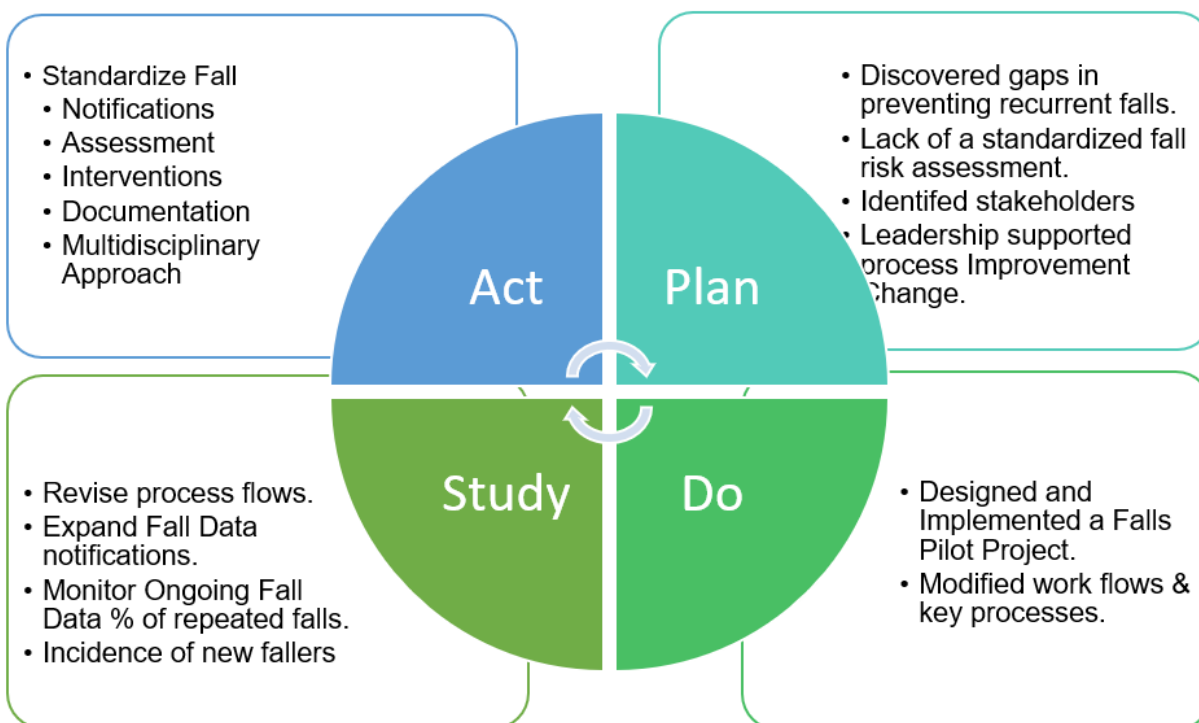 • Standardize Fall
• Notifications
• Assessment
• Interventions
• Documentation
• Multidisciplinary
Approach
• Discovered gaps in
preventing recurrent falls.
• Lack of a standardized fall
risk assessment.
• Identifed stakeholders
• Leadership supported
process Improvement
Change.
Act
Plan
Study
Do
• Revise process flows.
• Expand Fall Data
notifications.
• Monitor Ongoing Fall
Data % of repeated falls.
• Incidence of new fallers
• Designed and
Implemented a Falls
Pilot Project.
• Modified work flows &
key processes.